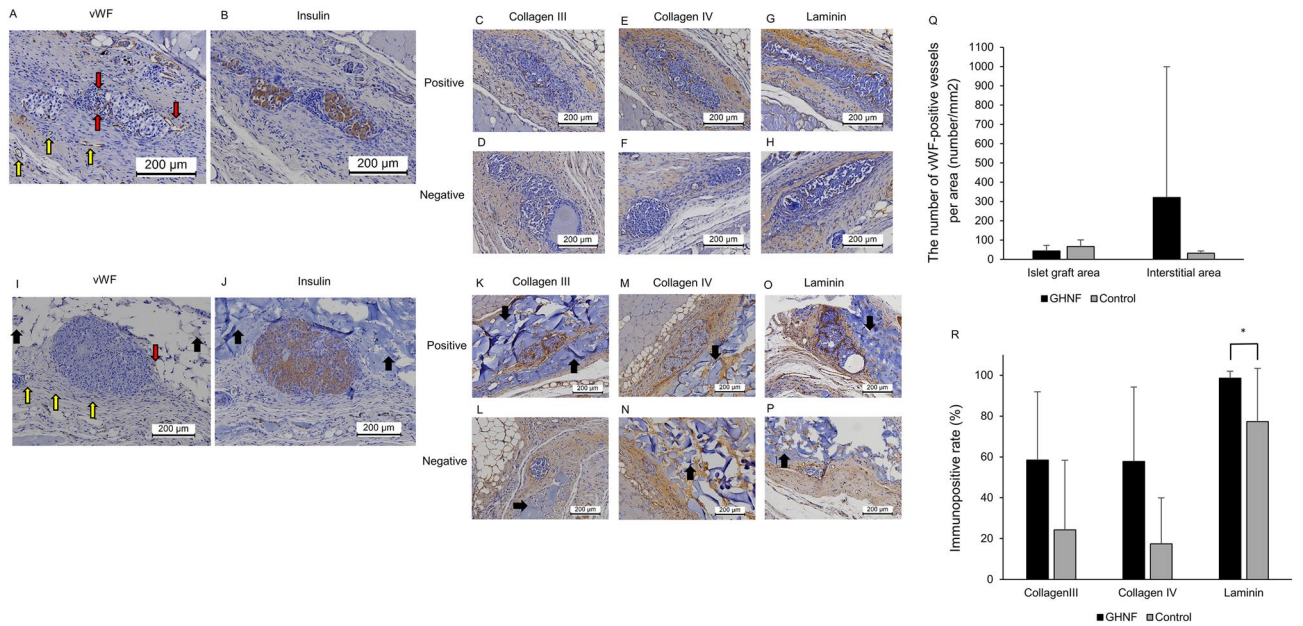 A
vWF
B
Insulin
200 µm
200 µm
Positive
Negative
C
Collagen III
E
Collagen IV
G
Laminin
200 µm
200 µm
200 µm
D
F
H
200 µm
200 µm
200 µm
I
vWF
J
Insulin
200 µm
200 µm
Positive
Negative
K
Collagen III
M
Collagen IV
O
Laminin
200 µm
200 µm
200 µm
L
N
P
200 µm
200 µm
200 µm
Q
The number of vWF-positive vessels
per area (number/mm2)
1100
1000
900
800
700
600
500
400
300
200
100
0
Islet graft area
Interstitial area
GHNF
Control
R
Immunopositive rate (%)
100
80
60
40
20
0
*
CollagenIII
Collagen IV
Laminin
GHNF
Control